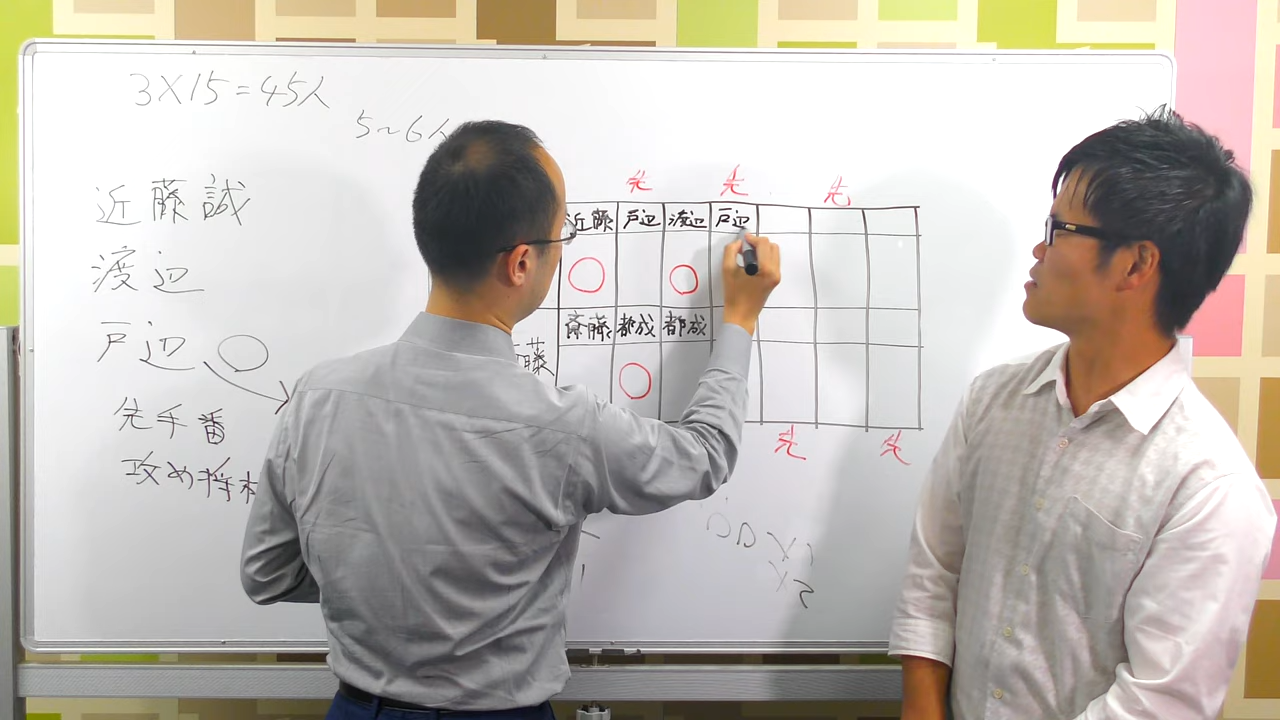 3×15=45人
5〜6人
近藤誠
渡辺
戸辺
先手番
攻め将棋
先 先 先
近藤 戸辺 渡辺 戸辺
斎藤 都成 都成
藤
先 先